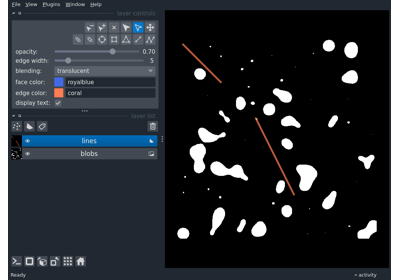 File View Plugins Window Help
layer controls
opacity: 0.70
edge width: 5
blending: translucent
face color: royalblue
edge color: coral
display text:
layer list
lines
blobs
Ready
activity